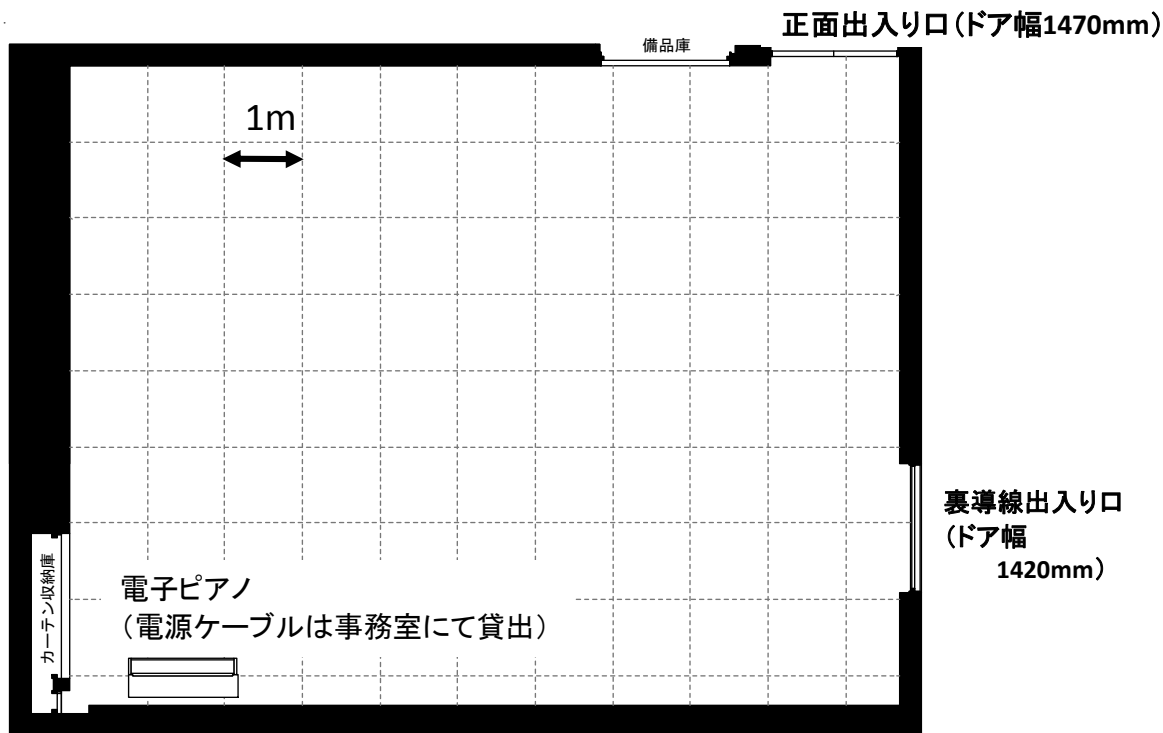 正面出入り口（ドア幅1470mm）
備品庫
1m
裏導線出入り口
（ドア幅
1420mm）
カーテン収納庫
電子ピアノ
（電源ケーブルは事務室にて貸出）